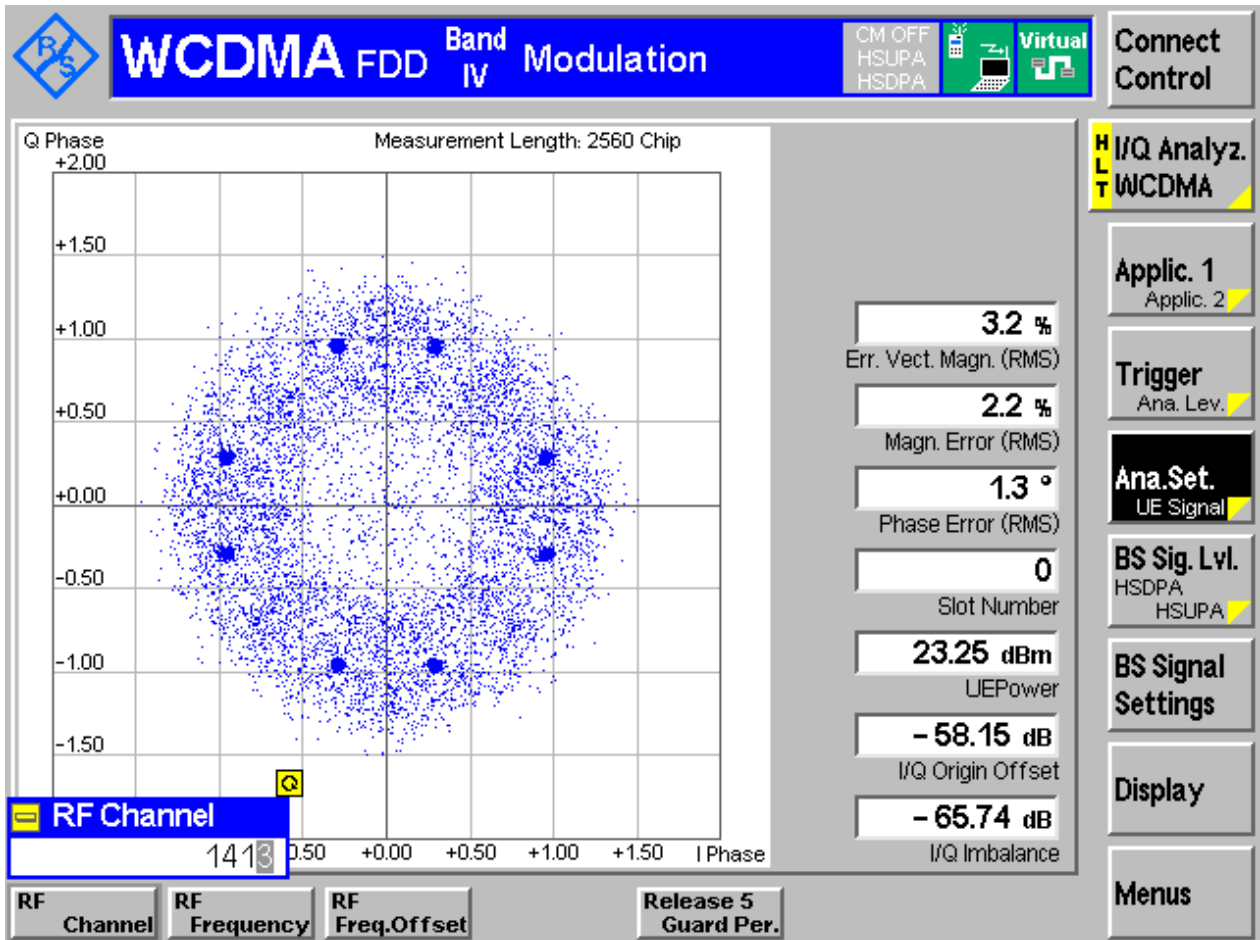 R/S
WCDMA FDD Band IV Modulation
CM OFF
HSUPA
HSDPA
Virtual
Connect
Control
Q Phase
Measurement Length: 2560 Chip
+2.00
+1.50
+1.00
+0.50
+0.00
-0.50
-1.00
-1.50
Q
0.50 +0.00 +0.50 +1.00 +1.50 I Phase
3.2 %
Err. Vect. Magn. (RMS)
2.2 %
Magn. Error (RMS)
1.3 °
Phase Error (RMS)
0
Slot Number
23.25 dBm
UEPower
-58.15 dB
I/Q Origin Offset
-65.74 dB
I/Q Imbalance
HLT
I/Q Analyz.
WCDMA
Applic. 1
Applic. 2
Trigger
Ana. Lev.
Ana.Set.
UE Signal
BS Sig. Lvl.
HSDPA
HSUPA
BS Signal
Settings
Display
Menus
RF Channel
1413
RF
Channel
RF
Frequency
RF
Freq.Offset
Release 5
Guard Per.